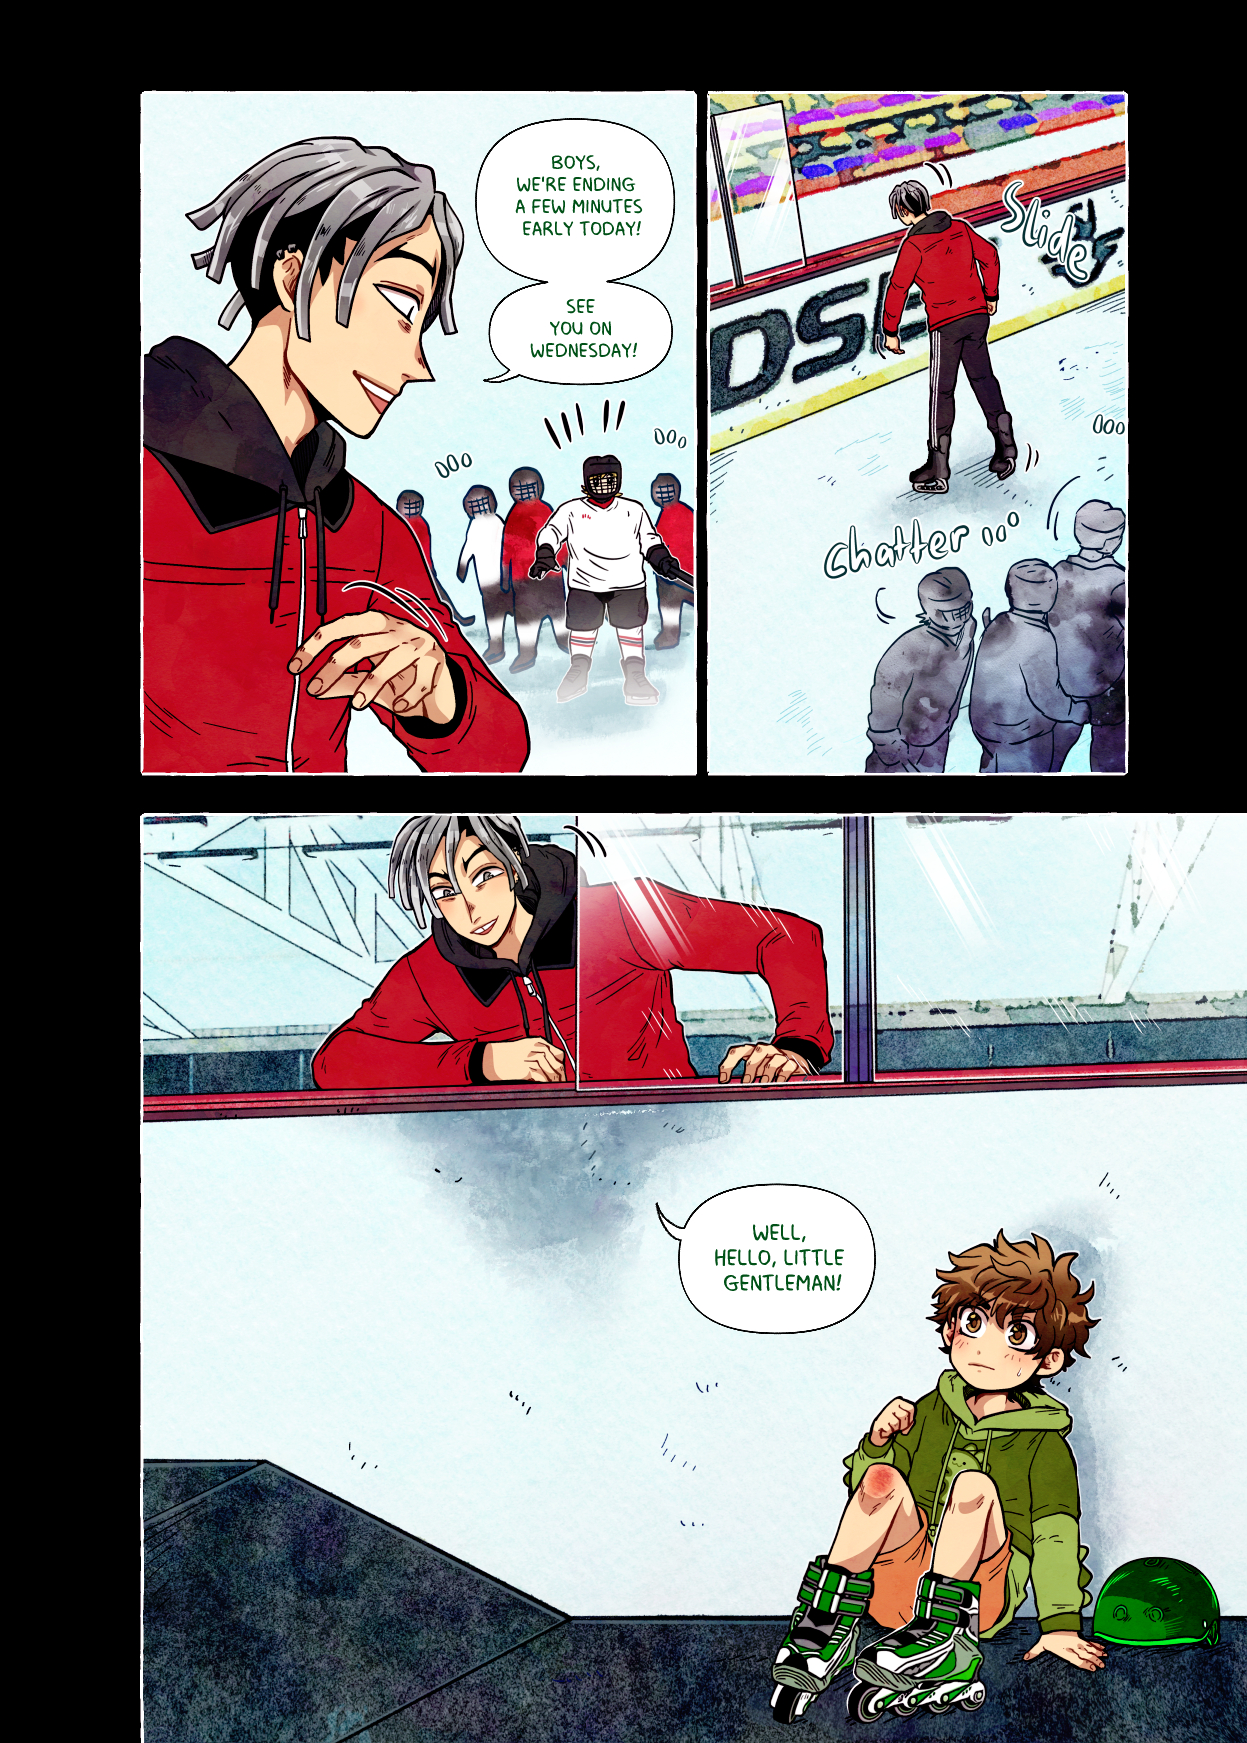 BOYS,
WE'RE ENDING
A FEW MINUTES
EARLY TODAY!
SEE
YOU ON
WEDNESDAY!
Slide
DSE
chatter
WELL,
HELLO, LITTLE
GENTLEMAN!